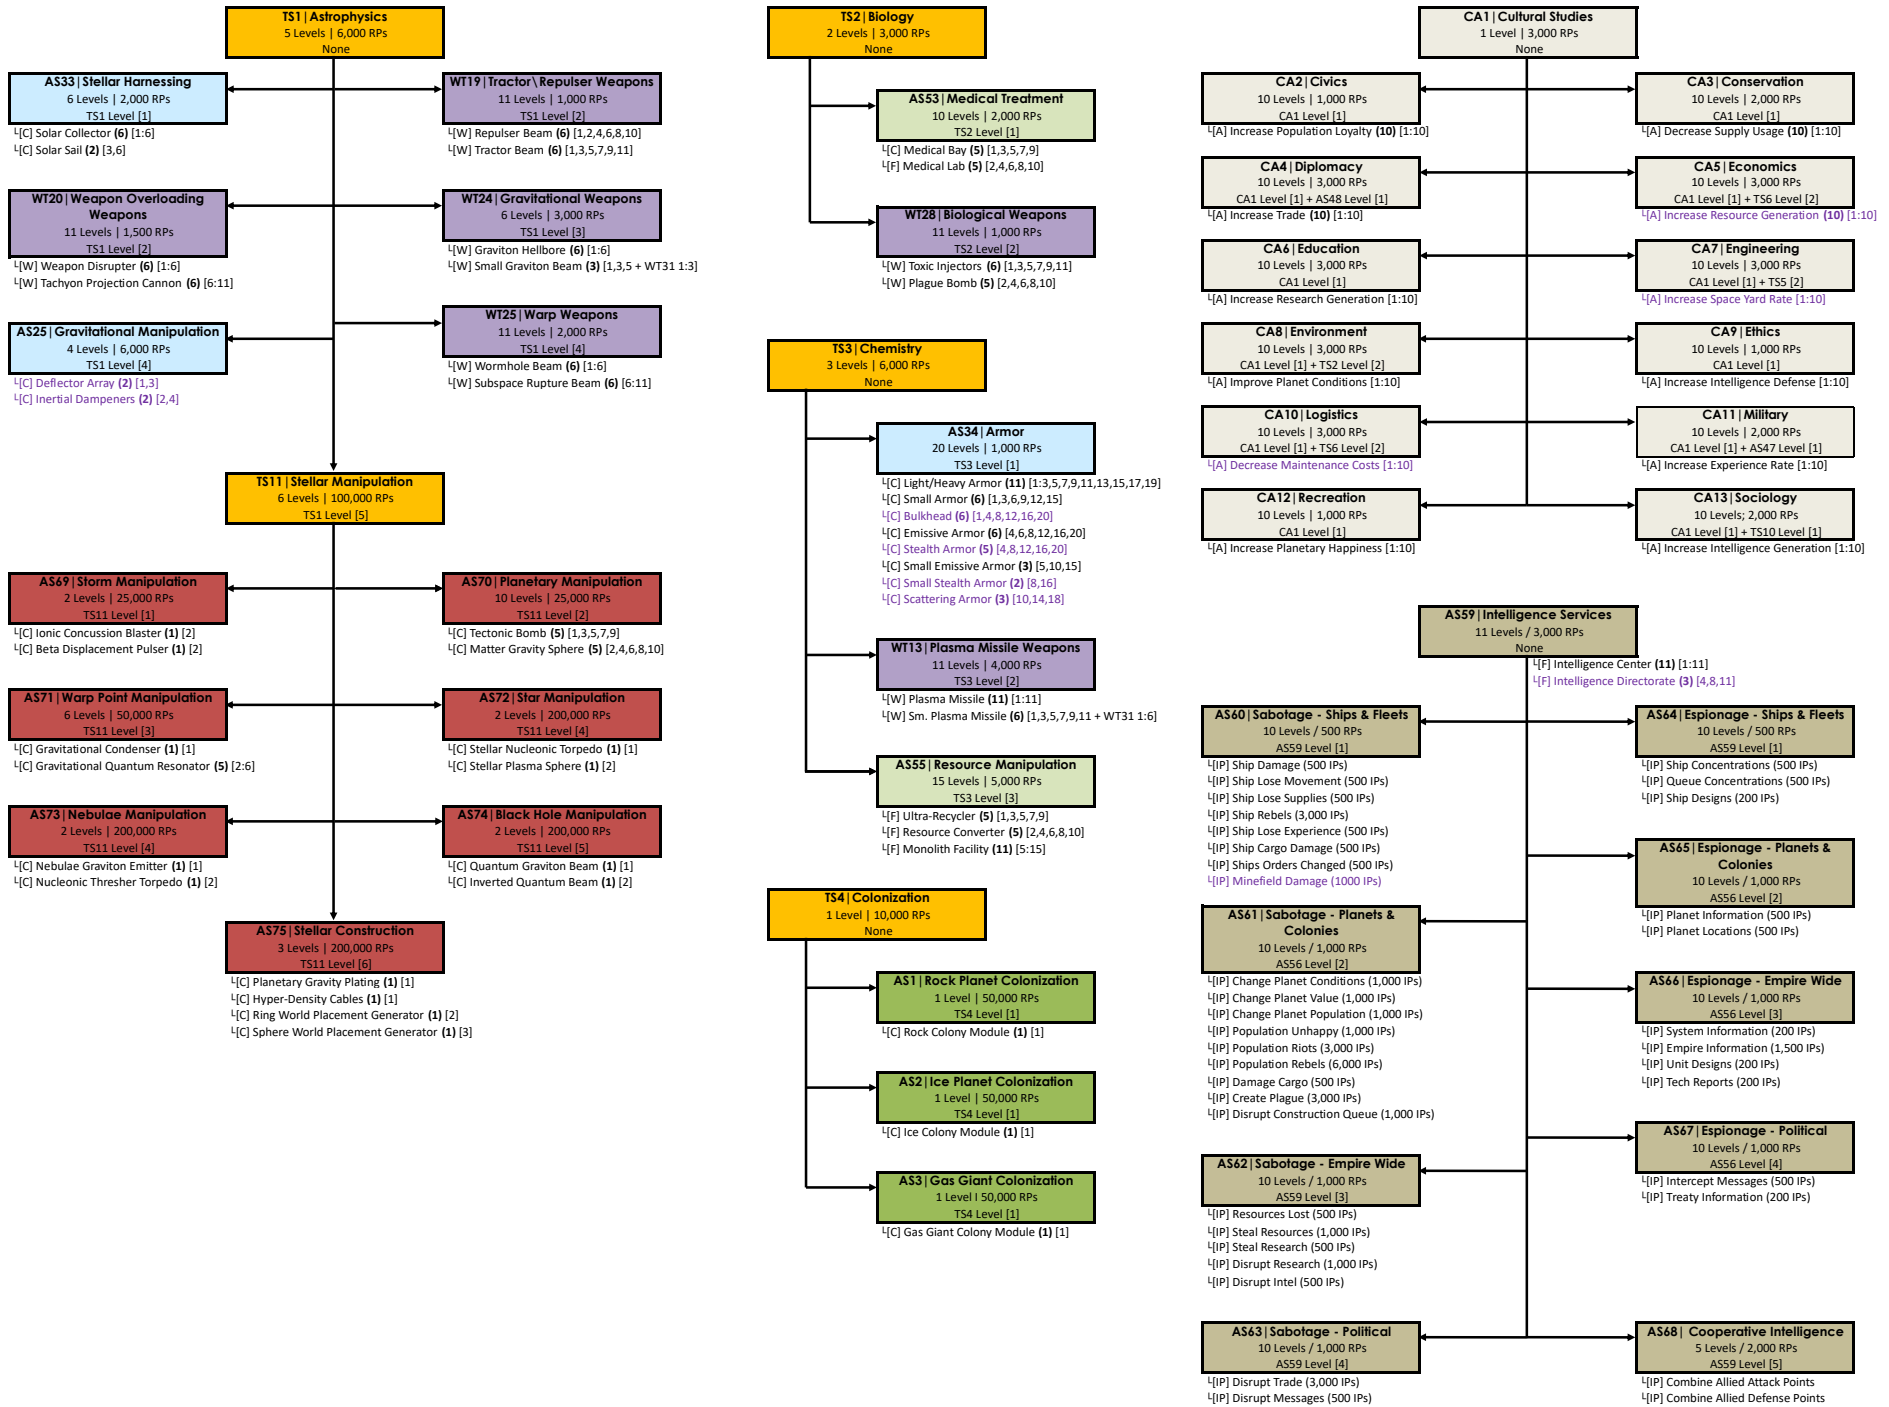 TS1|Astrophysics
5 Levels | 6,000 RPs
None
AS33|Stellar Harnessing
6 Levels | 2,000 RPs
TS1 Level [1]
└[C] Solar Collector (6) [1:6]
└[C] Solar Sail (2) [3,6]
WT19|Tractor\Repulser Weapons
11 Levels | 1,000 RPs
TS1 Level [2]
└[W] Repulser Beam (6) [1,2,4,6,8,10]
└[W] Tractor Beam (6) [1,3,5,7,9,11]
WT20|Weapon Overloading
Weapons
11 Levels | 1,500 RPs
TS1 Level [2]
└[W] Weapon Disrupter (6) [1:6]
└[W] Tachyon Projection Cannon (6) [6:11]
WT24|Gravitational Weapons
6 Levels | 3,000 RPs
TS1 Level [3]
└[W] Graviton Hellbore (6) [1:6]
└[W] Small Graviton Beam (3) [1,3,5 + WT31 1:3]
AS25|Gravitational Manipulation
4 Levels | 6,000 RPs
TS1 Level [4]
└[C] Deflector Array (2) [1,3]
└[C] Inertial Dampeners (2) [2,4]
WT25|Warp Weapons
11 Levels | 2,000 RPs
TS1 Level [4]
└[W] Wormhole Beam (6) [1:6]
└[W] Subspace Rupture Beam (6) [6:11]
TS11|Stellar Manipulation
6 Levels | 100,000 RPs
TS1 Level [5]
AS69|Storm Manipulation
2 Levels | 25,000 RPs
TS11 Level [1]
└[C] Ionic Concussion Blaster (1) [2]
└[C] Beta Displacement Pulser (1) [2]
AS70|Planetary Manipulation
10 Levels | 25,000 RPs
TS11 Level [2]
└[C] Tectonic Bomb (5) [1,3,5,7,9]
└[C] Matter Gravity Sphere (5) [2,4,6,8,10]
AS71|Warp Point Manipulation
6 Levels | 50,000 RPs
TS11 Level [3]
└[C] Gravitational Condenser (1) [1]
└[C] Gravitational Quantum Resonator (5) [2:6]
AS72|Star Manipulation
2 Levels | 200,000 RPs
TS11 Level [4]
└[C] Stellar Nucleonic Torpedo (1) [1]
└[C] Stellar Plasma Sphere (1) [2]
AS73|Nebulae Manipulation
2 Levels | 200,000 RPs
TS11 Level [4]
└[C] Nebulae Graviton Emitter (1) [1]
└[C] Nucleonic Thresher Torpedo (1) [2]
AS74|Black Hole Manipulation
2 Levels | 200,000 RPs
TS11 Level [5]
└[C] Quantum Graviton Beam (1) [1]
└[C] Inverted Quantum Beam (1) [2]
AS75|Stellar Construction
3 Levels | 200,000 RPs
TS11 Level [6]
└[C] Planetary Gravity Plating (1) [1]
└[C] Hyper-Density Cables (1) [1]
└[C] Ring World Placement Generator (1) [2]
└[C] Sphere World Placement Generator (1) [3]
TS2|Biology
2 Levels | 3,000 RPs
None
AS53|Medical Treatment
10 Levels | 2,000 RPs
TS2 Level [1]
└[C] Medical Bay (5) [1,3,5,7,9]
└[F] Medical Lab (5) [2,4,6,8,10]
WT28|Biological Weapons
11 Levels | 1,000 RPs
TS2 Level [2]
└[W] Toxic Injectors (6) [1,3,5,7,9,11]
└[W] Plague Bomb (5) [2,4,6,8,10]
TS3|Chemistry
3 Levels | 6,000 RPs
None
AS34|Armor
20 Levels | 1,000 RPs
TS3 Level [1]
└[C] Light/Heavy Armor (11) [1:3,5,7,9,11,13,15,17,19]
└[C] Small Armor (6) [1,3,6,9,12,15]
└[C] Bulkhead (6) [1,4,8,12,16,20]
└[C] Emissive Armor (6) [4,6,8,12,16,20]
└[C] Stealth Armor (5) [4,8,12,16,20]
└[C] Small Emissive Armor (3) [5,10,15]
└[C] Small Stealth Armor (2) [8,16]
└[C] Scattering Armor (3) [10,14,18]
WT13|Plasma Missile Weapons
11 Levels | 4,000 RPs
TS3 Level [2]
└[W] Plasma Missile (11) [1:11]
└[W] Sm. Plasma Missile (6) [1,3,5,7,9,11 + WT31 1:6]
AS55|Resource Manipulation
15 Levels | 5,000 RPs
TS3 Level [3]
└[F] Ultra-Recycler (5) [1,3,5,7,9]
└[F] Resource Converter (5) [2,4,6,8,10]
└[F] Monolith Facility (11) [5:15]
TS4|Colonization
1 Level | 10,000 RPs
None
AS1|Rock Planet Colonization
1 Level | 50,000 RPs
TS4 Level [1]
└[C] Rock Colony Module (1) [1]
AS2|Ice Planet Colonization
1 Level | 50,000 RPs
TS4 Level [1]
└[C] Ice Colony Module (1) [1]
AS3|Gas Giant Colonization
1 Level I 50,000 RPs
TS4 Level [1]
└[C] Gas Giant Colony Module (1) [1]
CA1|Cultural Studies
1 Level | 3,000 RPs
None
CA2|Civics
10 Levels | 1,000 RPs
CA1 Level [1]
└[A] Increase Population Loyalty (10) [1:10]
CA3|Conservation
10 Levels | 2,000 RPs
CA1 Level [1]
└[A] Decrease Supply Usage (10) [1:10]
CA4|Diplomacy
10 Levels | 3,000 RPs
CA1 Level [1] + AS48 Level [1]
└[A] Increase Trade (10) [1:10]
CA5|Economics
10 Levels | 3,000 RPs
CA1 Level [1] + TS6 Level [2]
└[A] Increase Resource Generation (10) [1:10]
CA6|Education
10 Levels | 3,000 RPs
CA1 Level [1]
└[A] Increase Research Generation [1:10]
CA7|Engineering
10 Levels | 3,000 RPs
CA1 Level [1] + TS5 [2]
└[A] Increase Space Yard Rate [1:10]
CA8|Environment
10 Levels | 3,000 RPs
CA1 Level [1] + TS2 Level [2]
└[A] Improve Planet Conditions [1:10]
CA9|Ethics
10 Levels | 1,000 RPs
CA1 Level [1]
└[A] Increase Intelligence Defense [1:10]
CA10|Logistics
10 Levels | 3,000 RPs
CA1 Level [1] + TS6 Level [2]
└[A] Decrease Maintenance Costs [1:10]
CA11|Military
10 Levels | 2,000 RPs
CA1 Level [1] + AS47 Level [1]
└[A] Increase Experience Rate [1:10]
CA12|Recreation
10 Levels | 1,000 RPs
CA1 Level [1]
└[A] Increase Planetary Happiness [1:10]
CA13|Sociology
10 Levels; 2,000 RPs
CA1 Level [1] + TS10 Level [1]
└[A] Increase Intelligence Generation [1:10]
AS59|Intelligence Services
11 Levels / 3,000 RPs
None
└[F] Intelligence Center (11) [1:11]
└[F] Intelligence Directorate (3) [4,8,11]
AS60|Sabotage - Ships & Fleets
10 Levels / 500 RPs
AS59 Level [1]
└[IP] Ship Damage (500 IPs)
└[IP] Ship Lose Movement (500 IPs)
└[IP] Ship Lose Supplies (500 IPs)
└[IP] Ship Rebels (3,000 IPs)
└[IP] Ship Lose Experience (500 IPs)
└[IP] Ship Cargo Damage (500 IPs)
└[IP] Ships Orders Changed (500 IPs)
└[IP] Minefield Damage (1000 IPs)
AS64|Espionage - Ships & Fleets
10 Levels / 500 RPs
AS59 Level [1]
└[IP] Ship Concentrations (500 IPs)
└[IP] Queue Concentrations (500 IPs)
└[IP] Ship Designs (200 IPs)
AS65|Espionage - Planets &
Colonies
10 Levels / 1,000 RPs
AS56 Level [2]
└[IP] Planet Information (500 IPs)
└[IP] Planet Locations (500 IPs)
AS61|Sabotage - Planets &
Colonies
10 Levels / 1,000 RPs
AS56 Level [2]
└[IP] Change Planet Conditions (1,000 IPs)
└[IP] Change Planet Value (1,000 IPs)
└[IP] Change Planet Population (1,000 IPs)
└[IP] Population Unhappy (1,000 IPs)
└[IP] Population Riots (3,000 IPs)
└[IP] Population Rebels (6,000 IPs)
└[IP] Damage Cargo (500 IPs)
└[IP] Create Plague (3,000 IPs)
└[IP] Disrupt Construction Queue (1,000 IPs)
AS66|Espionage - Empire Wide
10 Levels / 1,000 RPs
AS56 Level [3]
└[IP] System Information (200 IPs)
└[IP] Empire Information (1,500 IPs)
└[IP] Unit Designs (200 IPs)
└[IP] Tech Reports (200 IPs)
AS67|Espionage - Political
10 Levels / 1,000 RPs
AS56 Level [4]
└[IP] Intercept Messages (500 IPs)
└[IP] Treaty Information (200 IPs)
AS62|Sabotage - Empire Wide
10 Levels / 1,000 RPs
AS59 Level [3]
└[IP] Resources Lost (500 IPs)
└[IP] Steal Resources (1,000 IPs)
└[IP] Steal Research (500 IPs)
└[IP] Disrupt Research (1,000 IPs)
└[IP] Disrupt Intel (500 IPs)
AS63|Sabotage - Political
10 Levels / 1,000 RPs
AS59 Level [4]
└[IP] Disrupt Trade (3,000 IPs)
└[IP] Disrupt Messages (500 IPs)
AS68| Cooperative Intelligence
5 Levels / 2,000 RPs
AS59 Level [5]
└[IP] Combine Allied Attack Points
└[IP] Combine Allied Defense Points